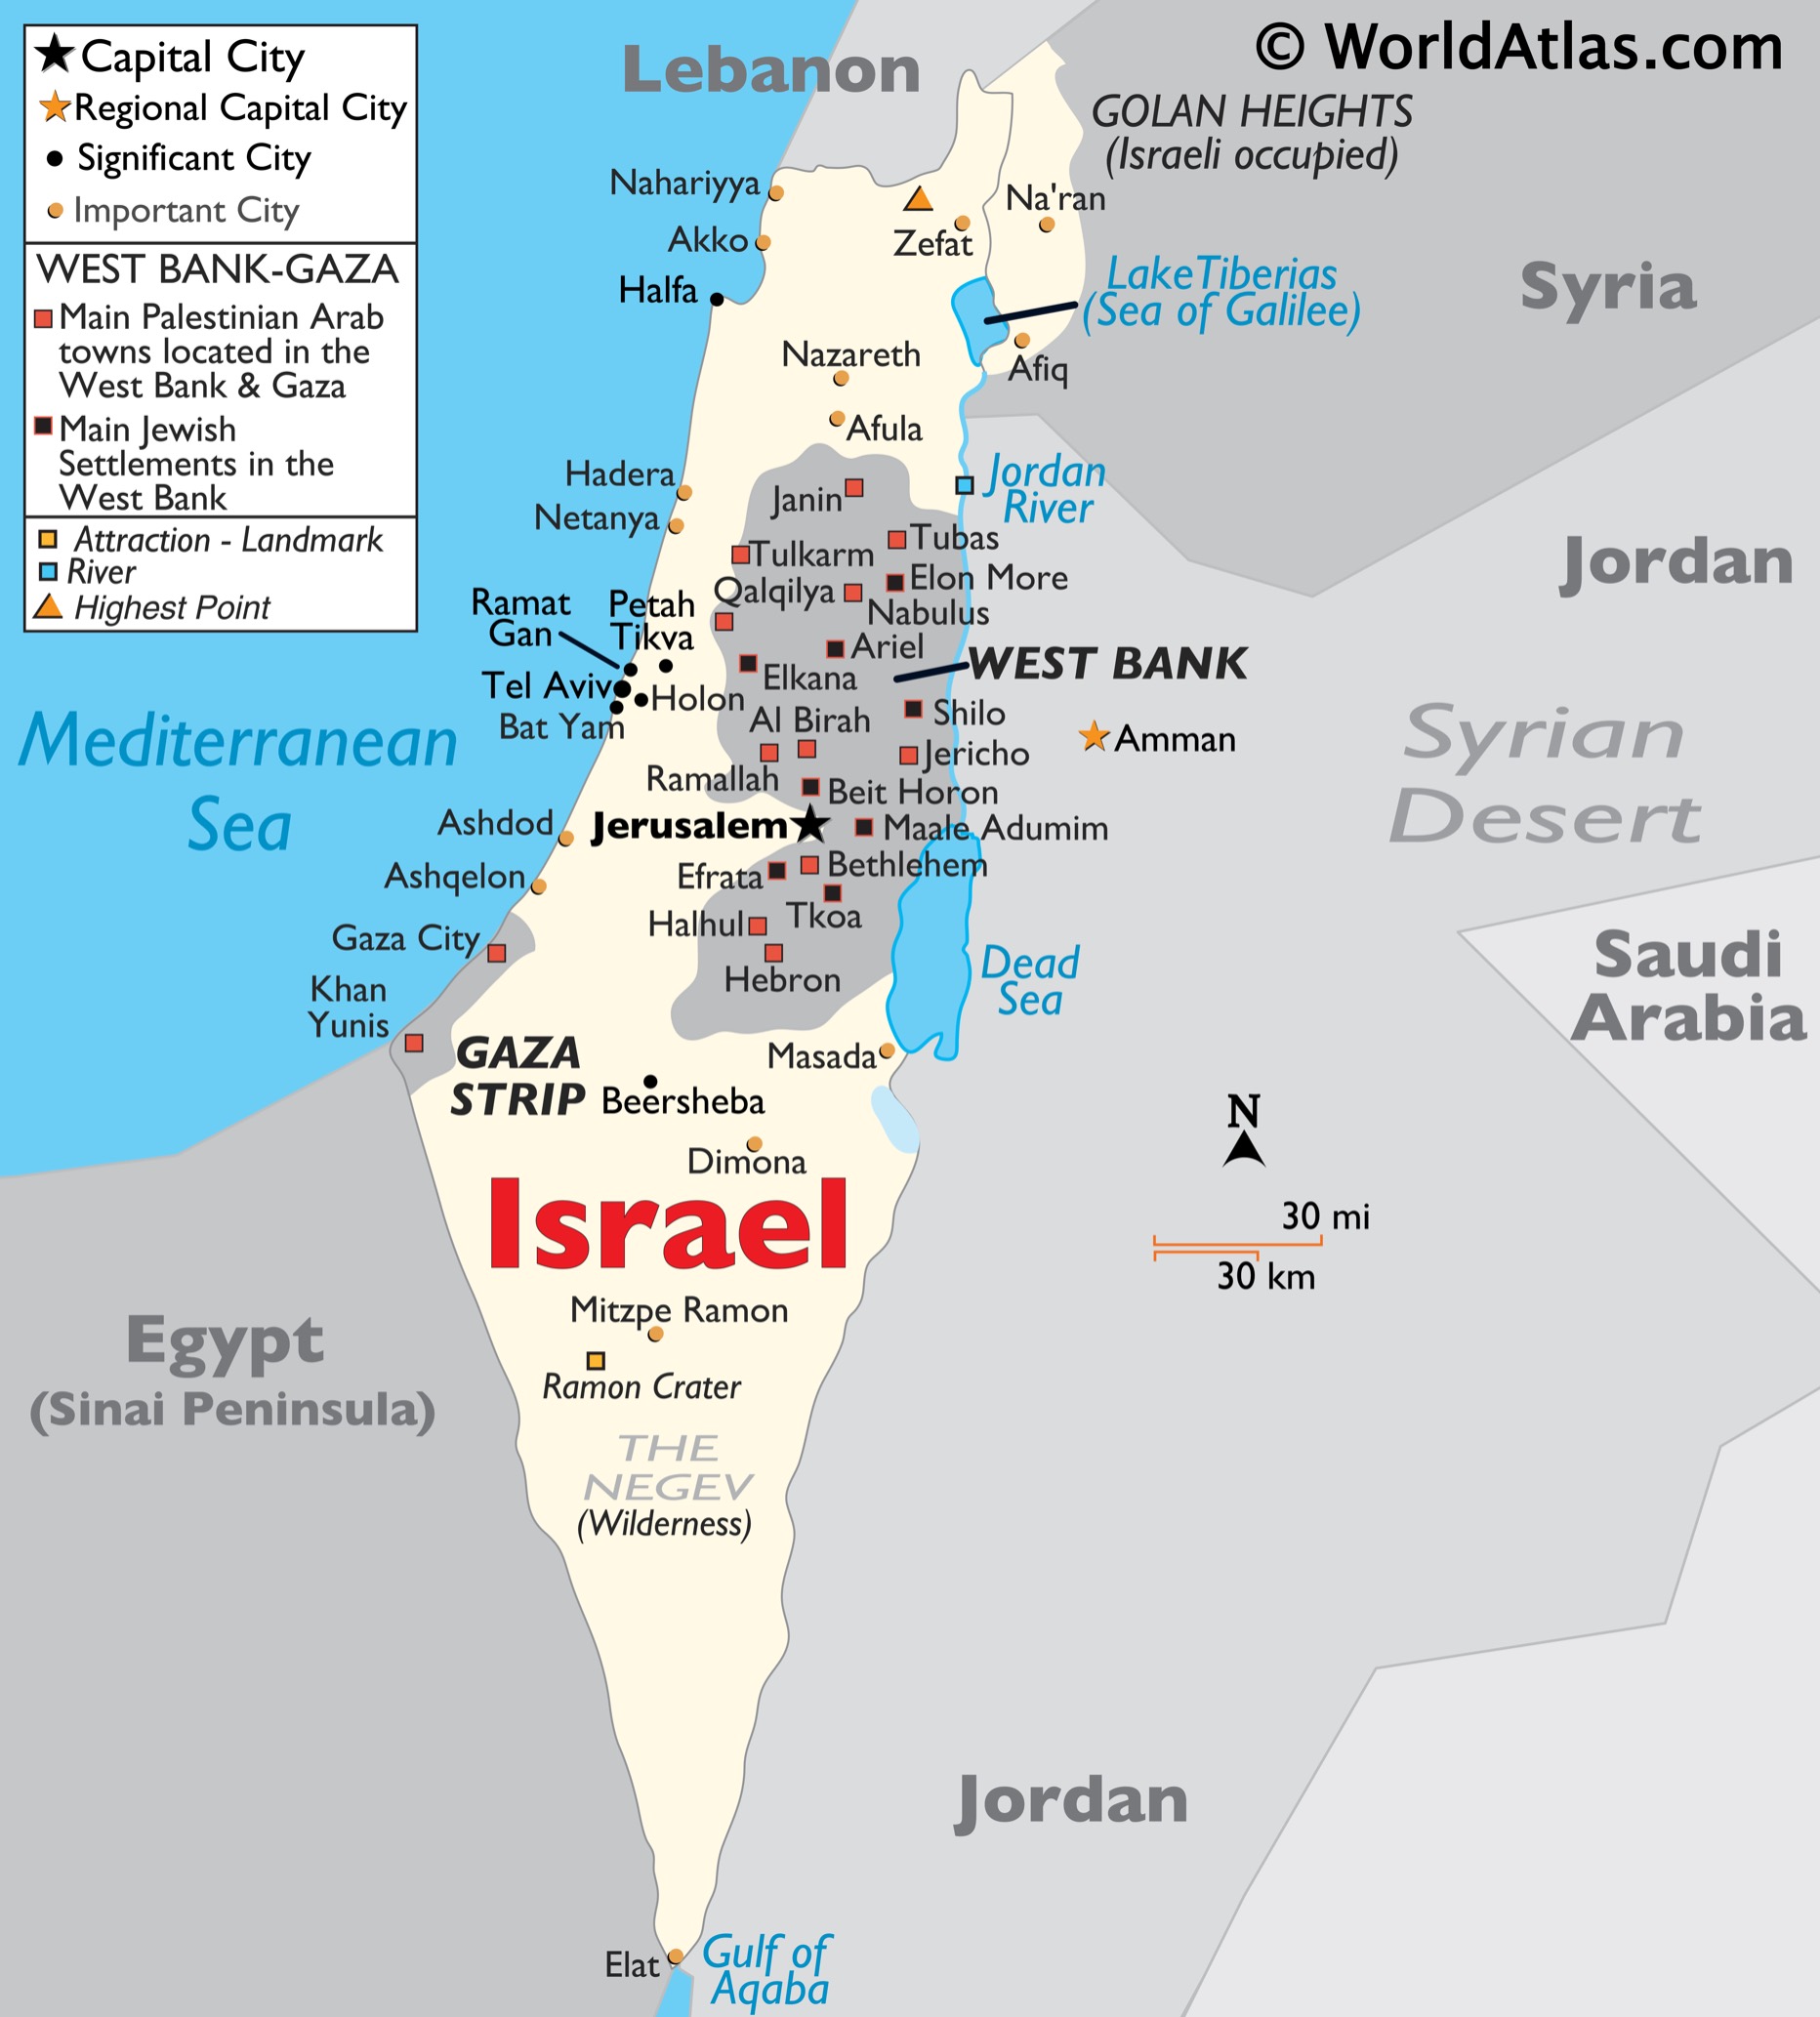 Capital City
Regional Capital City
Significant City
Important City
WEST BANK-GAZA
Main Palestinian Arab
towns located in the
West Bank & Gaza
Main Jewish
Settlements in the
West Bank
Attraction - Landmark
River
Highest Point
© WorldAtlas.com
Lebanon
GOLAN HEIGHTS
(Israeli occupied)
Nahariyya
Na'ran
Akko
Zefat
Halfa
Lake Tiberias
(Sea of Galilee)
Syria
Nazareth
Afiq
Afula
Hadera
Jordan
River
Janin
Netanya
Tubas
Tulkarm
Jordan
Elon More
Qalqilya
Nabulus
Ramat
Gan
Petah
Tikva
Ariel
WEST BANK
Elkana
Tel Aviv
Holon
Bat Yam
Al Birah
Shilo
Amman
Jericho
Syrian
Desert
Mediterranean
Sea
Ramallah
Beit Horon
Ashdod
Jerusalem
Maale Adumim
Bethlehem
Ashqelon
Efrata
Tkoa
Halhul
Gaza City
Hebron
Dead
Sea
Saudi
Arabia
Khan
Yunis
GAZA
STRIP
Masada
Beersheba
Dimona
N
Israel
30 mi
30 km
Mitzpe Ramon
Egypt
(Sinai Peninsula)
Ramon Crater
THE
NEGEV
(Wilderness)
Jordan
Elat
Gulf of
Aqaba